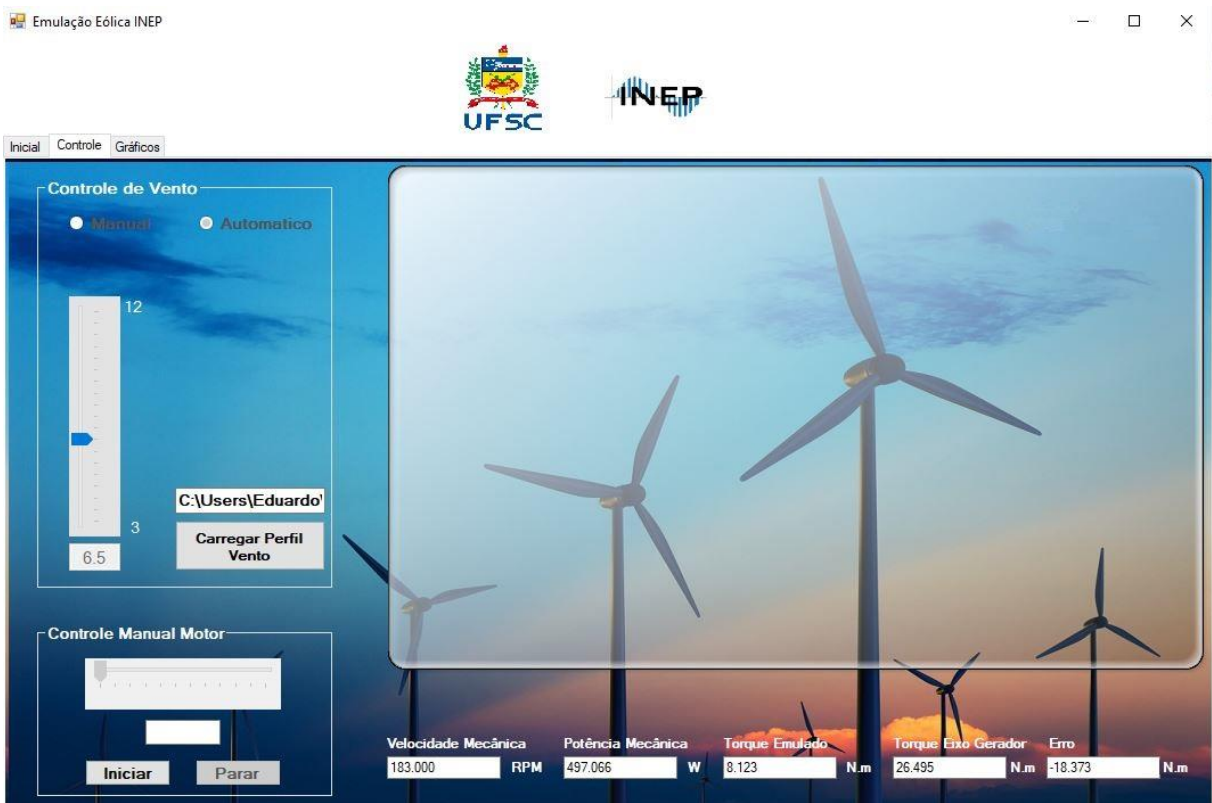 Emulação Eólica INEP
UFSC
INEP
Inicial Controle Gráficos
Controle de Vento
Manual Automatico
12
3
6.5
C:\Users\Eduardo\
Carregar Perfil
Vento
Controle Manual Motor
Iniciar Parar
Velocidade Mecânica Potência Mecânica Torque Emulado Torque Eixo Gerador Erro
183.000 RPM 497.066 W 8.123 N.m 26.495 N.m -18.373 N.m